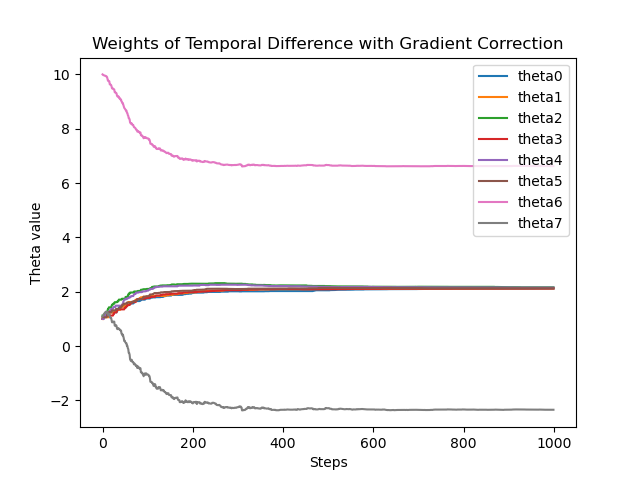 Weights of Temporal Difference with Gradient Correction
10
8
6
4
2
0
−2
Theta value
0 200 400 600 800 1000
Steps
theta0
theta1
theta2
theta3
theta4
theta5
theta6
theta7